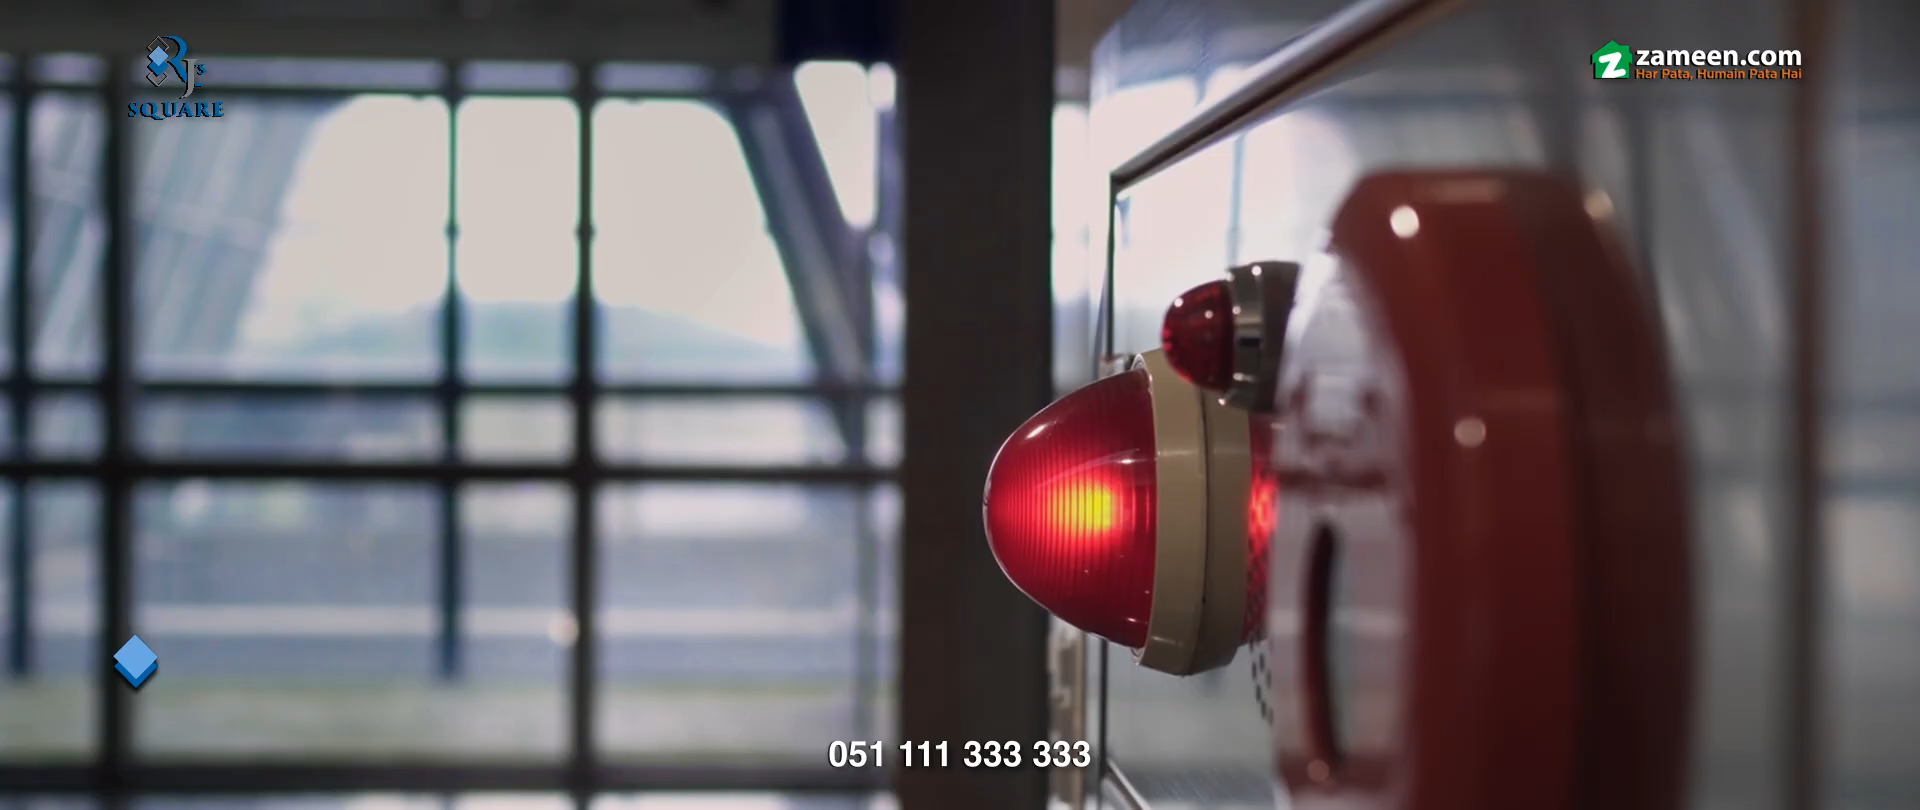 RJ's
SQUARE
zameen.com
Har Pata, Humain Pata Hai
051 111 333 333